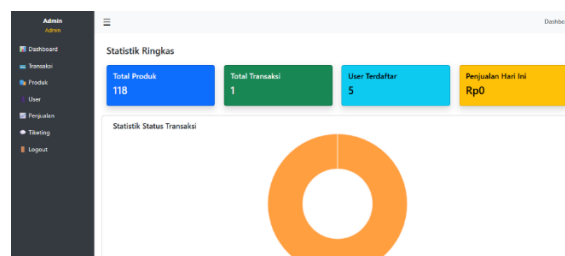 Admin
Admin
Dashboard
Transaksi
Produk
User
Penjualan
Tiketing
Logout
Statistik Ringkas
Total Produk
118
Total Transaksi
1
User Terdaftar
5
Penjualan Hari Ini
Rp0
Statistik Status Transaksi